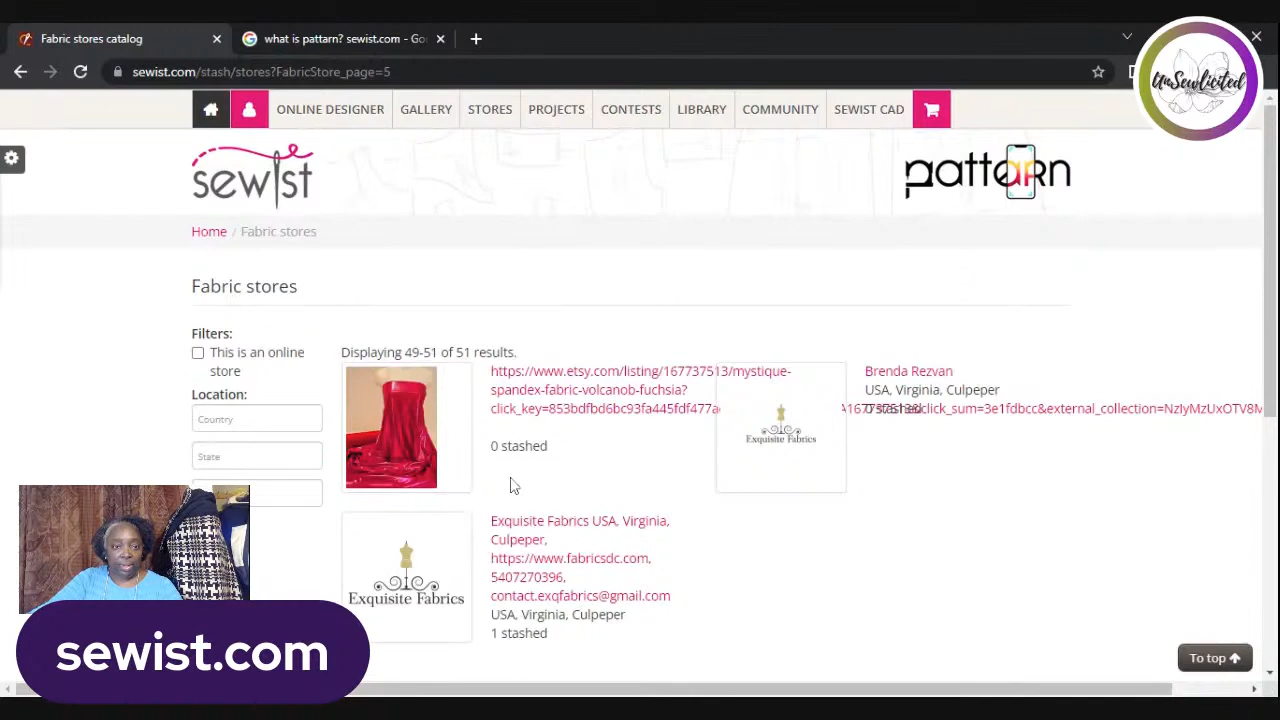 Fabric stores catalog
what is pattarn? sewist.com - Go
sewist.com/stash/stores?FabricStore_page=5
UnSewlicited
ONLINE DESIGNER GALLERY STORES PROJECTS CONTESTS LIBRARY COMMUNITY SEWIST CAD
sewist
pattarn
Home / Fabric stores
Fabric stores
Filters:
This is an online
store
Location:
Country
State
Displaying 49-51 of 51 results.
https://www.etsy.com/listing/167737513/mystique-
spandex-fabric-volcanob-fuchsia?
click_key=853bdfbd6bc93fa445fdf477a
0 stashed
Exquisite Fabrics
Brenda Rezvan
USA, Virginia, Culpeper
click_sum=3e1fdbcc&external_collection=NzIyMzUxOTV8M
Exquisite Fabrics
Exquisite Fabrics USA, Virginia,
Culpeper,
https://www.fabricsdc.com,
5407270396,
contact.exqfabrics@gmail.com
USA, Virginia, Culpeper
1 stashed
To top
sewist.com